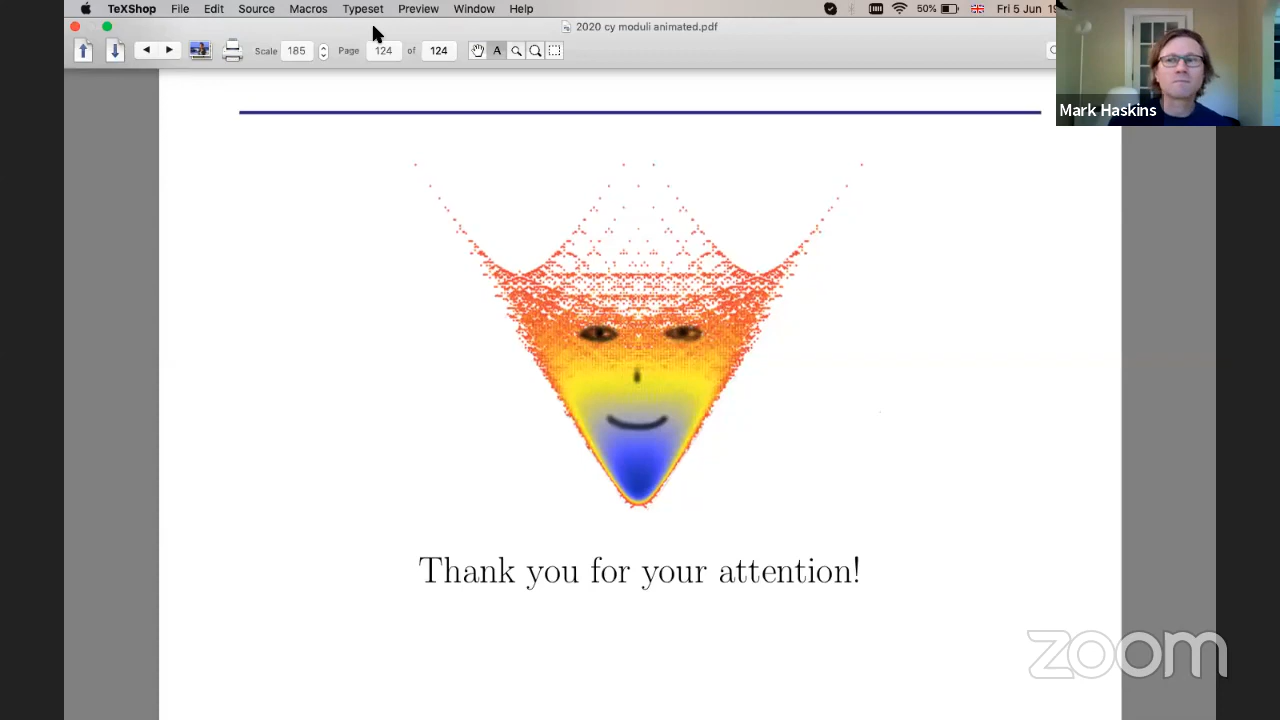 TeXShop File Edit Source Macros Typeset Preview Window Help 50% Fri 5 Jun 19
2020 cy moduli animated.pdf
Scale 185 Page 124 of 124 A
Mark Haskins
Thank you for your attention!
zoom